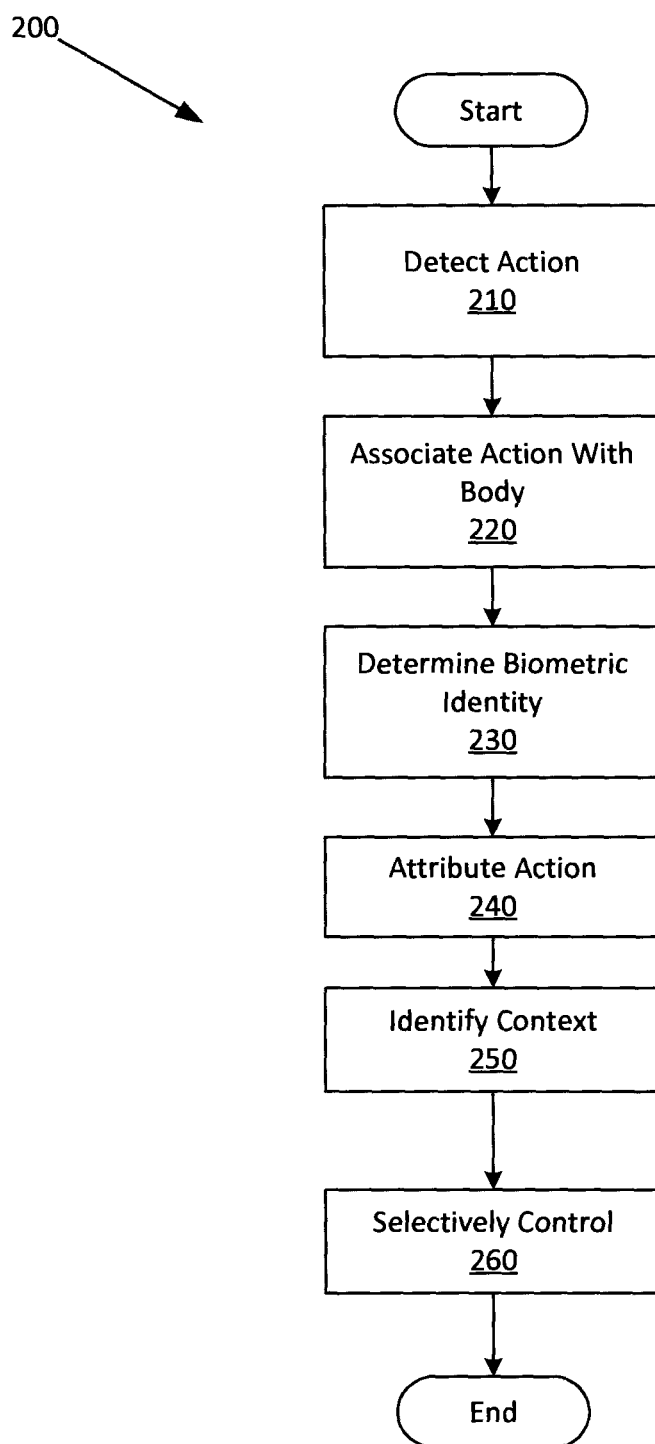 200
Start
Detect Action
210
Associate Action With
Body
220
Determine Biometric
Identity
230
Attribute Action
240
Identify Context
250
Selectively Control
260
End